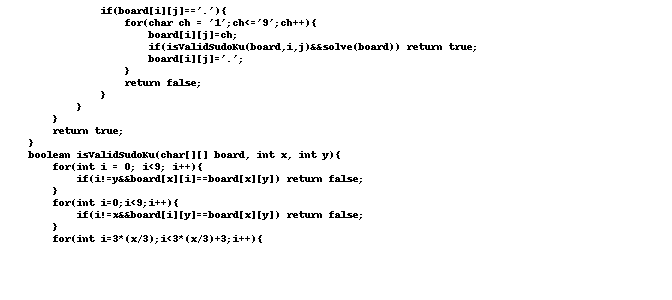 if(board[i][j]=='.'){
for(char ch = '1';ch<='9';ch++){
board[i][j]=ch;
if(isValidSudoKu(board,i,j)&&solve(board)) return true;
board[i][j]='.';
}
return false;
}
}
}
return true;
}
boolean isValidSudoKu(char[][] board, int x, int y){
for(int i = 0; i<9; i++){
if(i!=y&&board[x][i]==board[x][y]) return false;
}
for(int i=0;i<9;i++){
if(i!=x&&board[i][y]==board[x][y]) return false;
}
for(int i=3*(x/3);i<3*(x/3)+3;i++){